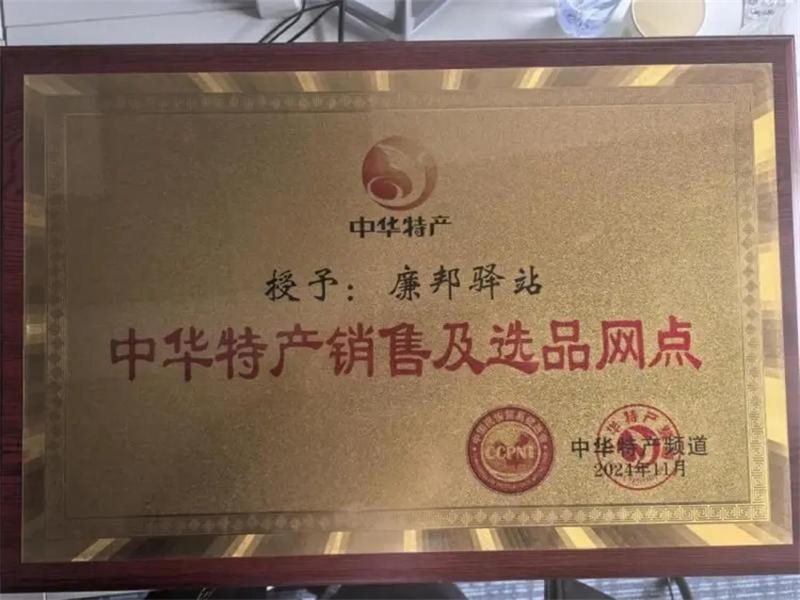 中华特产
授予：廉邦驿站
中华特产销售及选品网点
CCPNT
中华特产频道
2024年11月